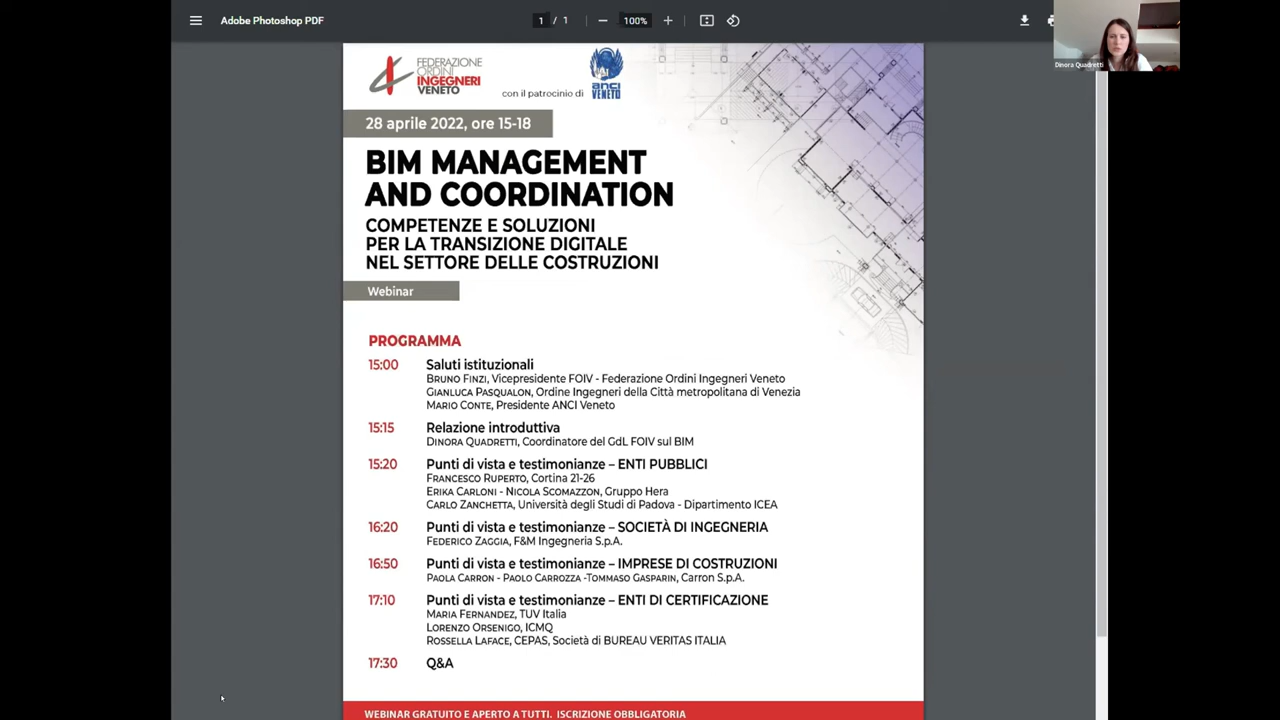 Adobe Photoshop PDF
1 / 1
100%
Dinora Quadretti
FEDERAZIONE
ORDINI
INGEGNERI
VENETO
con il patrocinio di
anci
VENETO
28 aprile 2022, ore 15-18
BIM MANAGEMENT
AND COORDINATION
COMPETENZE E SOLUZIONI
PER LA TRANSIZIONE DIGITALE
NEL SETTORE DELLE COSTRUZIONI
Webinar
PROGRAMMA
15:00 Saluti istituzionali
BRUNO FINZI, Vicepresidente FOIV - Federazione Ordini Ingegneri Veneto
GIANLUCA PASQUALON, Ordine Ingegneri della Città metropolitana di Venezia
MARIO CONTE, Presidente ANCI Veneto
15:15 Relazione introduttiva
DINORA QUADRETTI, Coordinatore del GdL FOIV sul BIM
15:20 Punti di vista e testimonianze – ENTI PUBBLICI
FRANCESCO RUPERTO, Cortina 21-26
ERIKA CARLONI - NICOLA SCOMAZZON, Gruppo Hera
CARLO ZANCHETTA, Università degli Studi di Padova - Dipartimento ICEA
16:20 Punti di vista e testimonianze – SOCIETÀ DI INGEGNERIA
FEDERICO ZAGGIA, F&M Ingegneria S.p.A.
16:50 Punti di vista e testimonianze – IMPRESE DI COSTRUZIONI
PAOLA CARRON - PAOLO CARROZZA -TOMMASO GASPARIN, Carron S.p.A.
17:10 Punti di vista e testimonianze – ENTI DI CERTIFICAZIONE
MARIA FERNANDEZ, TUV Italia
LORENZO ORSENIGO, ICMQ
ROSSELLA LAFACE, CEPAS, Società di BUREAU VERITAS ITALIA
17:30 Q&A
WEBINAR GRATUITO E APERTO A TUTTI. ISCRIZIONE OBBLIGATORIA